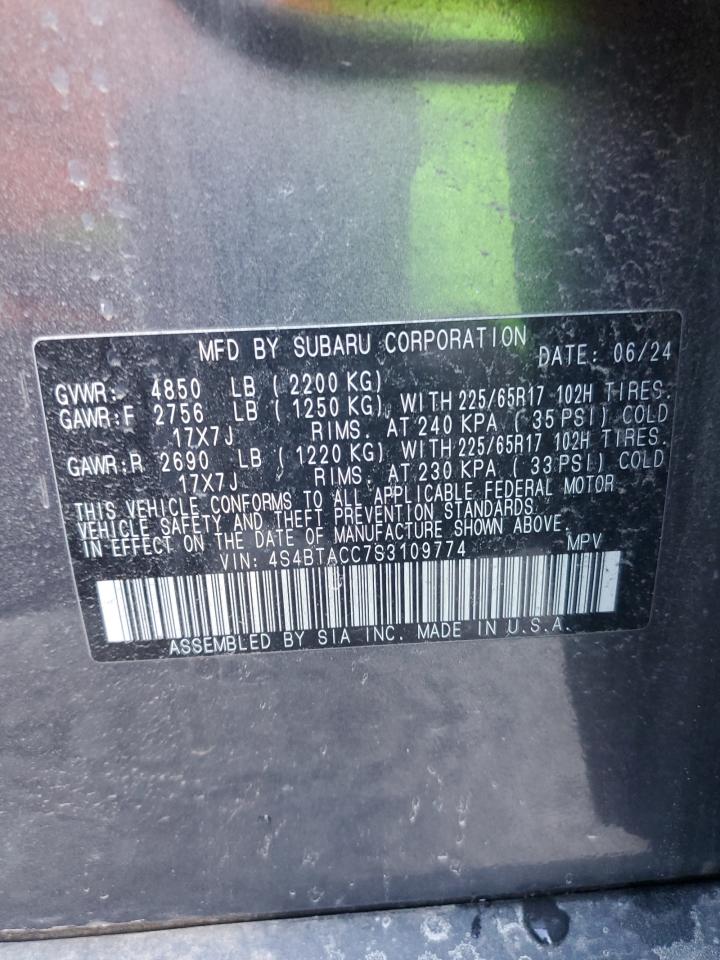 MFD BY SUBARU CORPORATION DATE: 06/24
GVWR: 4850 LB ( 2200 KG)
GAWR:F 2756 LB ( 1250 KG) WITH 225/65R17 102H TIRES.
17X7J RIMS. AT 240 KPA ( 35 PSI) COLD
GAWR:R 2690 LB ( 1220 KG) WITH 225/65R17 102H TIRES.
17X7J RIMS. AT 230 KPA ( 33 PSI) COLD
THIS VEHICLE CONFORMS TO ALL APPLICABLE FEDERAL MOTOR
VEHICLE SAFETY AND THEFT PREVENTION STANDARDS
IN EFFECT ON THE DATE OF MANUFACTURE SHOWN ABOVE.
VIN: 4S4BTACC7S3109774 MPV
ASSEMBLED BY SIA INC. MADE IN U.S.A.